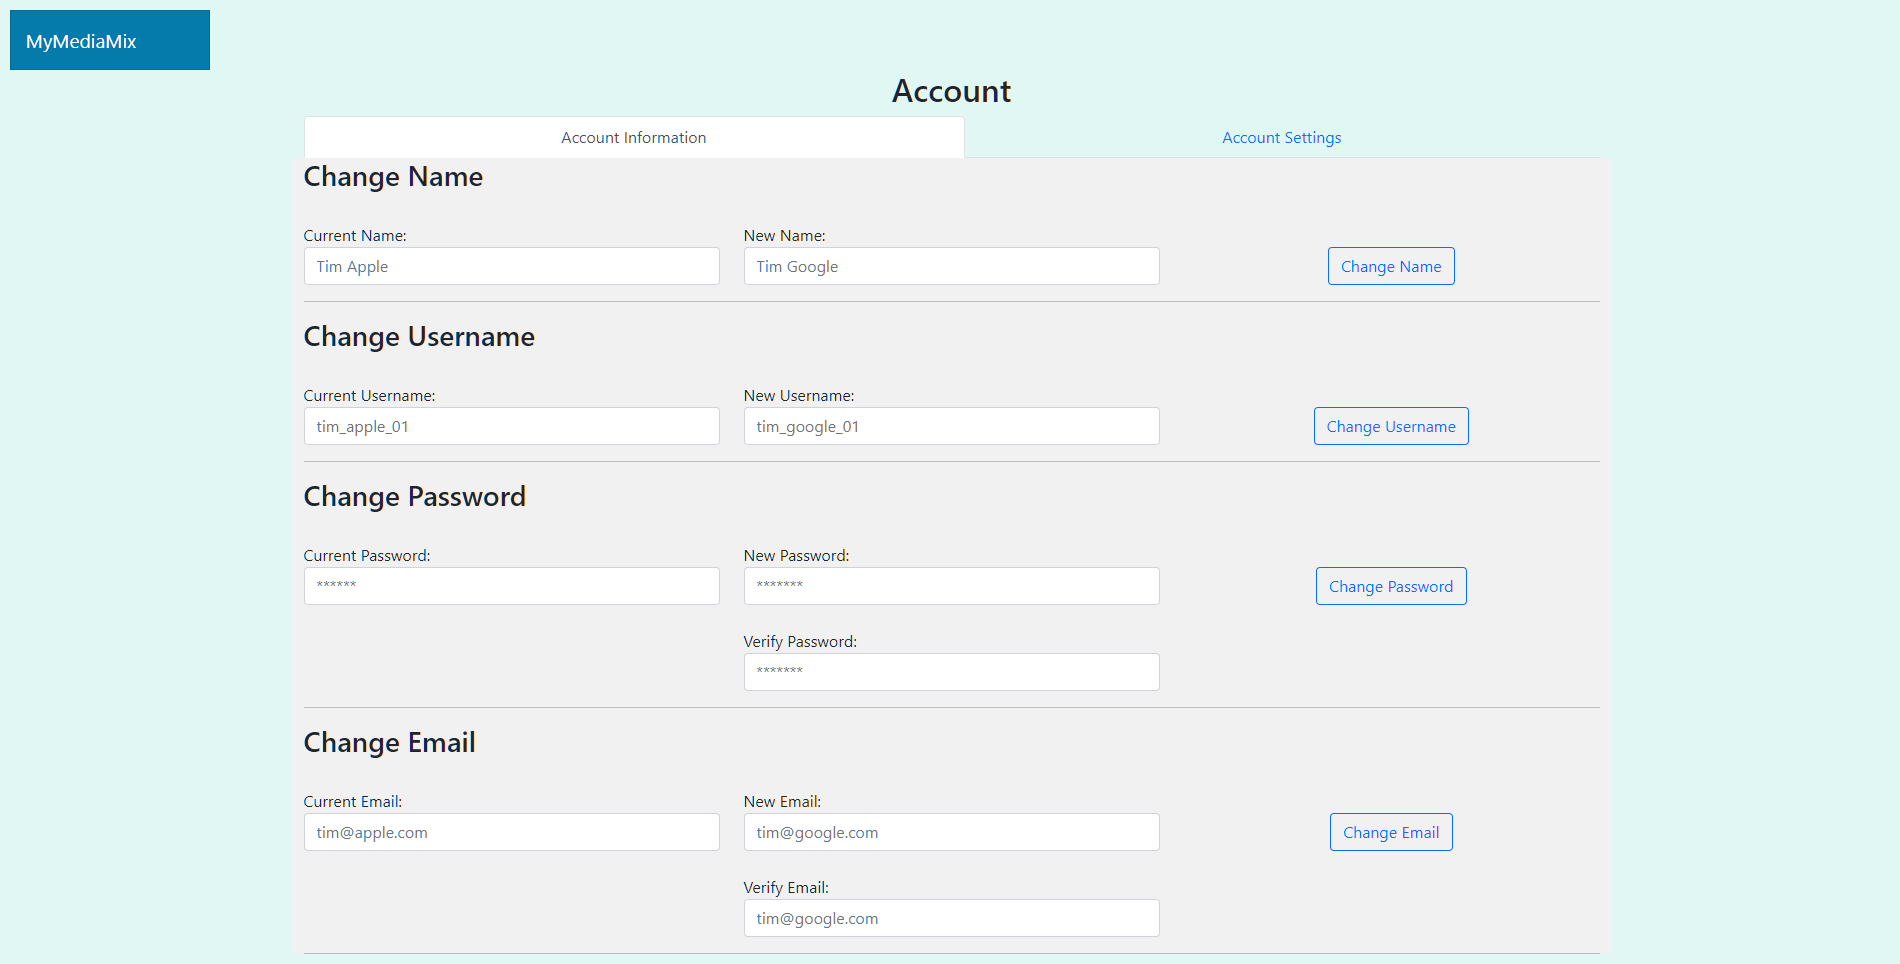 MyMediaMix
Account
Account Information
Account Settings
Change Name
Current Name:
New Name:
Tim Apple
Tim Google
Change Name
Change Username
Current Username:
New Username:
tim_apple_01
tim_google_01
Change Username
Change Password
Current Password:
New Password:
******
*******
Change Password
Verify Password:
*******
Change Email
Current Email:
New Email:
tim@apple.com
tim@google.com
Change Email
Verify Email:
tim@google.com